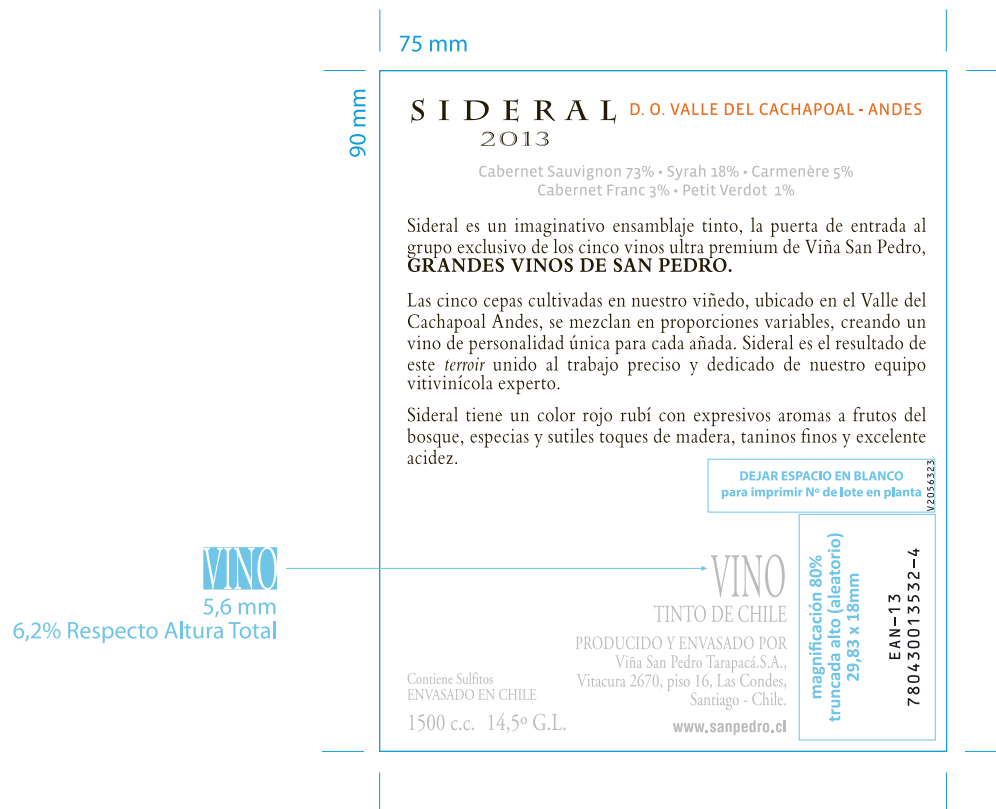 75 mm
90 mm
SIDERAL D. O. VALLE DEL CACHAPOAL - ANDES
2013
Cabernet Sauvignon 73% • Syrah 18% • Carmenère 5%
Cabernet Franc 3% • Petit Verdot 1%
Sideral es un imaginativo ensamblaje tinto, la puerta de entrada al
grupo exclusivo de los cinco vinos ultra premium de Viña San Pedro,
GRANDES VINOS DE SAN PEDRO.
Las cinco cepas cultivadas en nuestro viñedo, ubicado en el Valle del
Cachapoal Andes, se mezclan en proporciones variables, creando un
vino de personalidad única para cada añada. Sideral es el resultado de
este terroir unido al trabajo preciso y dedicado de nuestro equipo
vitivinícola experto.
Sideral tiene un color rojo rubí con expresivos aromas a frutos del
bosque, especias y sutiles toques de madera, taninos finos y excelente
acidez.
DEJAR ESPACIO EN BLANCO
para imprimir Nº de lote en planta
V2056323
VINO
5,6 mm
6,2% Respecto Altura Total
VINO
TINTO DE CHILE
PRODUCIDO Y ENVASADO POR
Viña San Pedro Tarapacá.S.A.,
Vitacura 2670, piso 16, Las Condes,
Santiago - Chile.
www.sanpedro.cl
Contiene Sulfitos
ENVASADO EN CHILE
1500 c.c. 14,5º G.L.
magnificación 80%
truncada alto (aleatorio)
29,83 x 18mm
EAN-13
780430013532-4